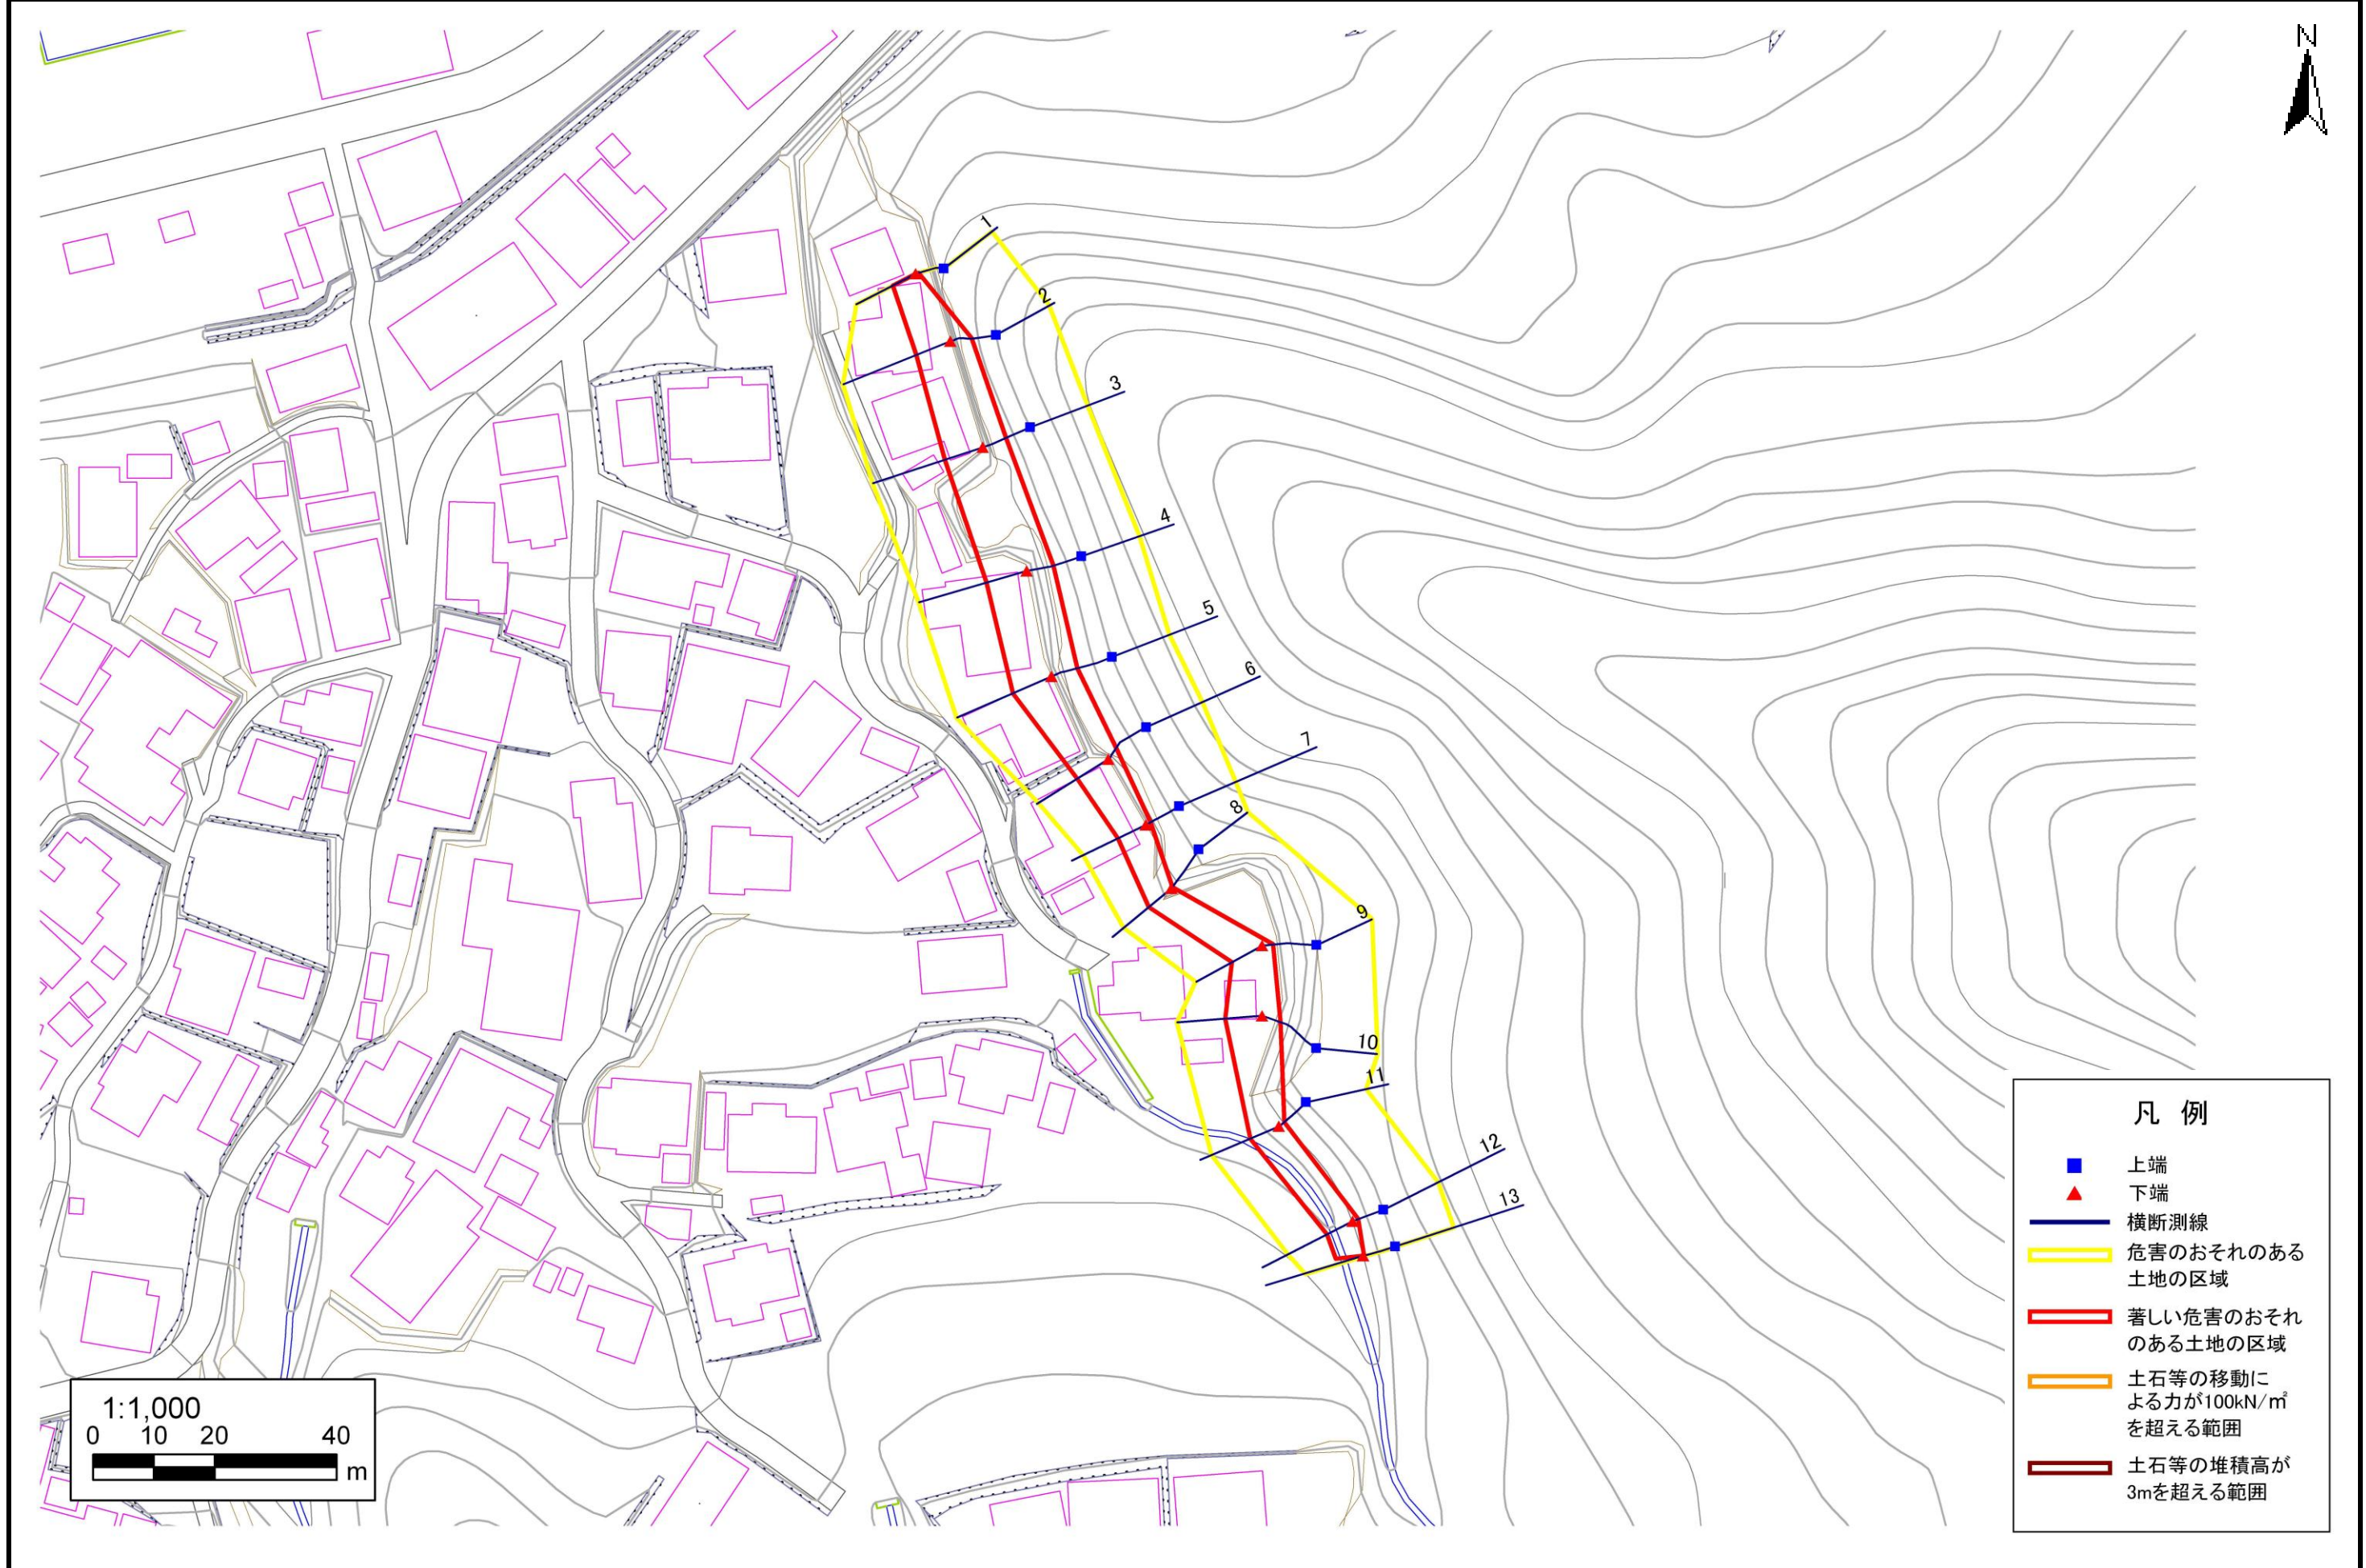 N
1
2
3
4
5
6
7
8
9
10
11
12
13
凡 例
上端
下端
横断測線
危害のおそれのある
土地の区域
著しい危害のおそれ
のある土地の区域
土石等の移動に
よる力が100kN/㎡
を超える範囲
土石等の堆積高が
3mを超える範囲
1:1,000
0 10 20 40
m